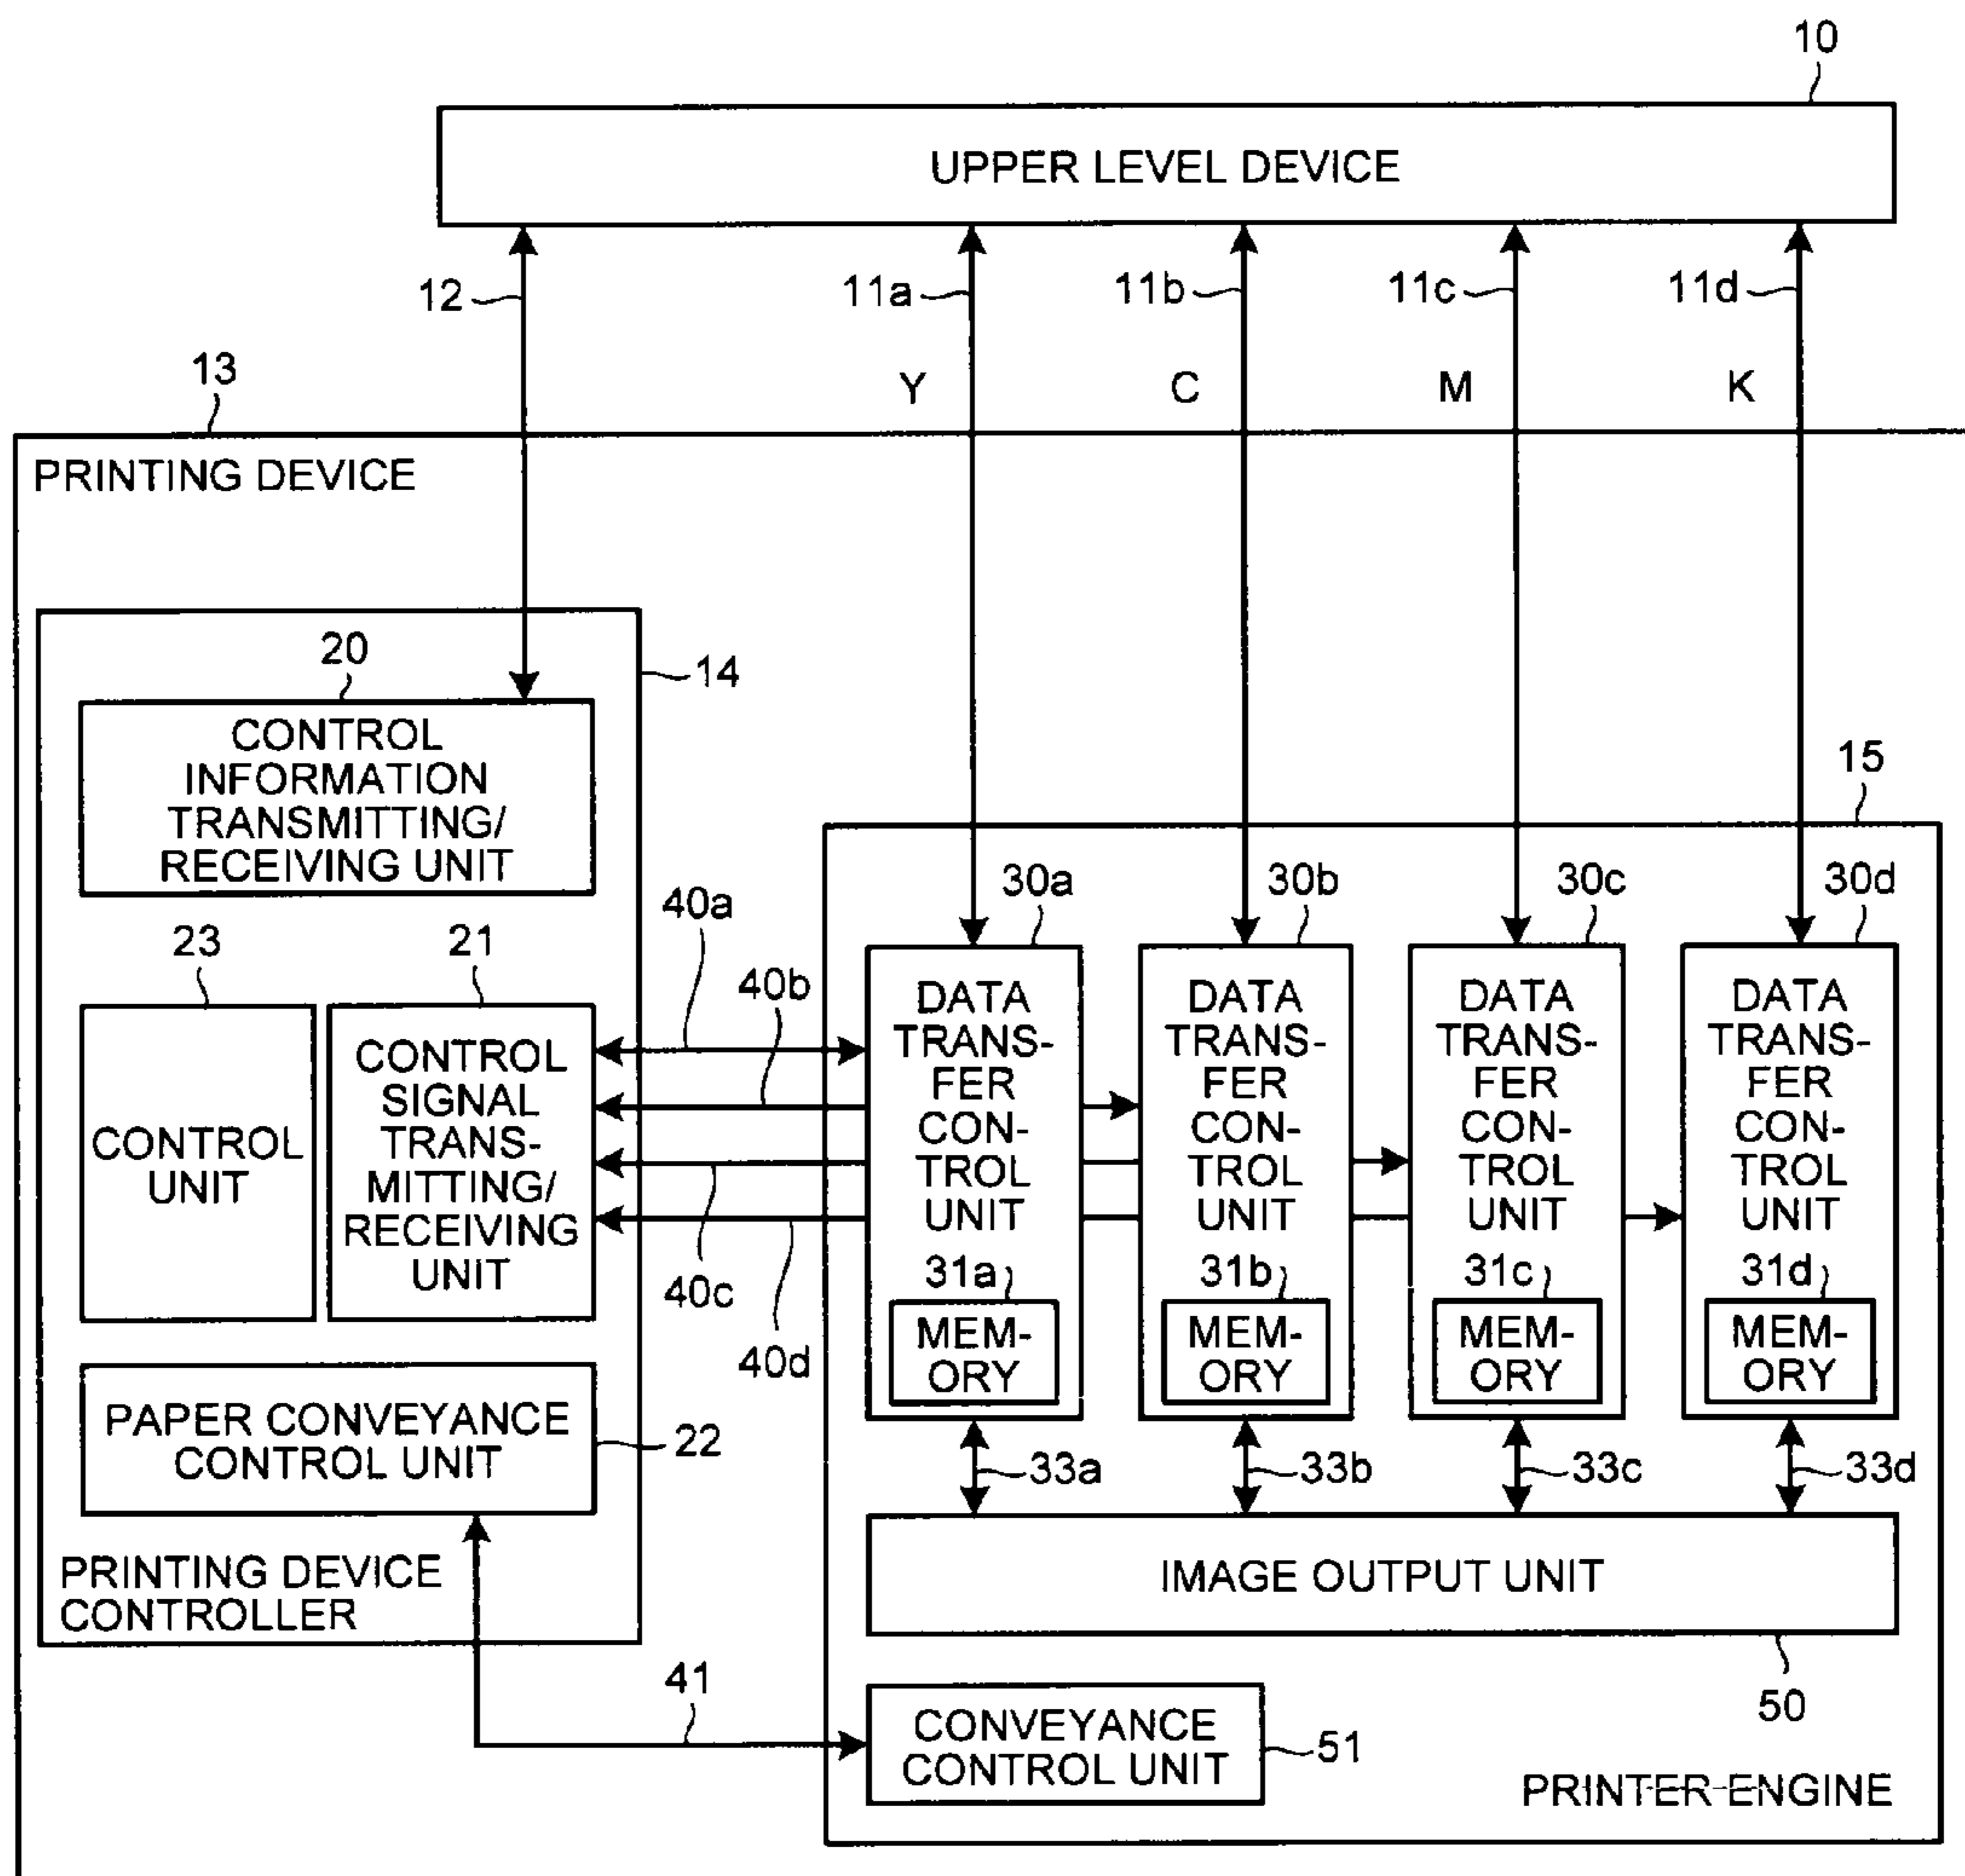 10
UPPER LEVEL DEVICE
12
11a
11b
11c
11d
Y
C
M
K
13
PRINTING DEVICE
20
14
CONTROL
INFORMATION
TRANSMITTING/
RECEIVING UNIT
15
30a
30b
30c
30d
40a
23
21
40b
CONTROL
UNIT
CONTROL
SIGNAL
TRANS-
MITTING/
RECEIVING
UNIT
DATA
TRANS-
FER
CON-
TROL
UNIT
DATA
TRANS-
FER
CON-
TROL
UNIT
DATA
TRANS-
FER
CON-
TROL
UNIT
DATA
TRANS-
FER
CON-
TROL
UNIT
40c
40d
31a
31b
31c
31d
MEM-
ORY
MEM-
ORY
MEM-
ORY
MEM-
ORY
PAPER CONVEYANCE
CONTROL UNIT
22
33a
33b
33c
33d
IMAGE OUTPUT UNIT
PRINTING DEVICE
CONTROLLER
41
50
CONVEYANCE
CONTROL UNIT
51
PRINTER ENGINE